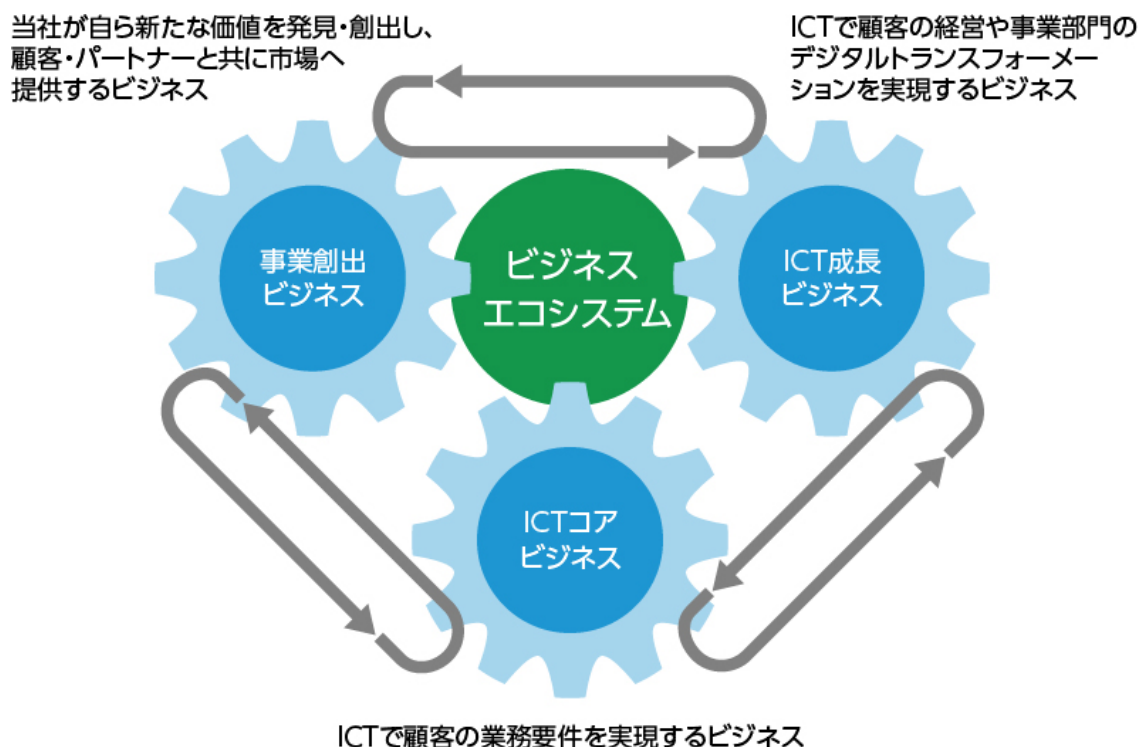 当社が自ら新たな価値を発見・創出し、
顧客・パートナーと共に市場へ
提供するビジネス
ICTで顧客の経営や事業部門の
デジタルトランスフォーメー
ションを実現するビジネス
事業創出
ビジネス
ビジネス
エコシステム
ICT成長
ビジネス
ICTコア
ビジネス
ICTで顧客の業務要件を実現するビジネス